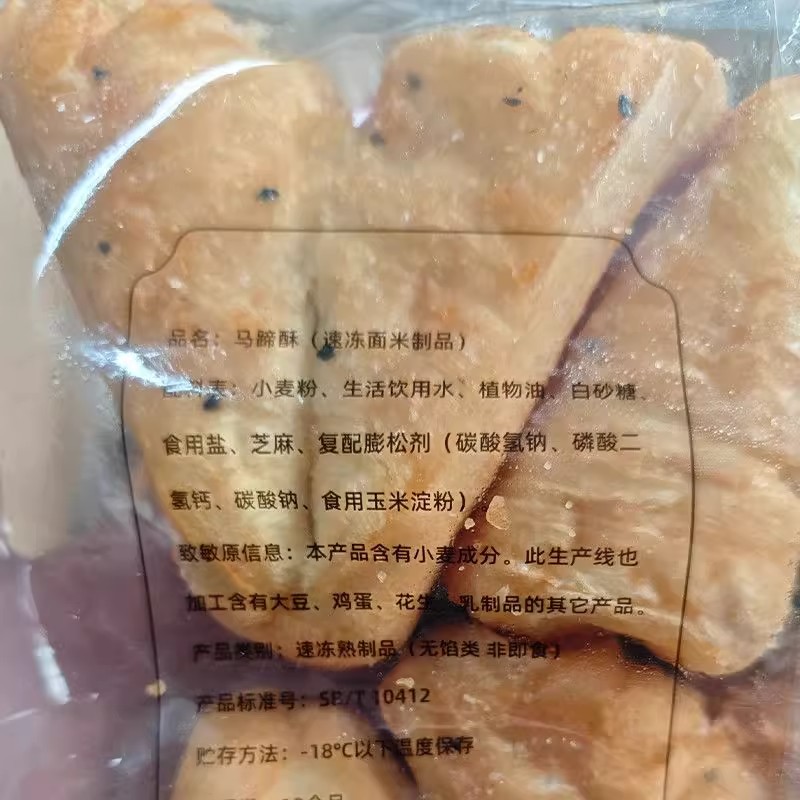 品名：马蹄酥（速冻面米制品）
配料表：小麦粉、生活饮用水、植物油、白砂糖、
食用盐、芝麻、复配膨松剂（碳酸氢钠、磷酸二
氢钙、碳酸钠、食用玉米淀粉）。
致敏原信息：本产品含有小麦成分。此生产线也
加工含有大豆、鸡蛋、花生、乳制品的其它产品。
产品类别：速冻熟制品（无馅类 非即食）
产品标准号：SB/T 10412
贮存方法：-18°C以下温度保存